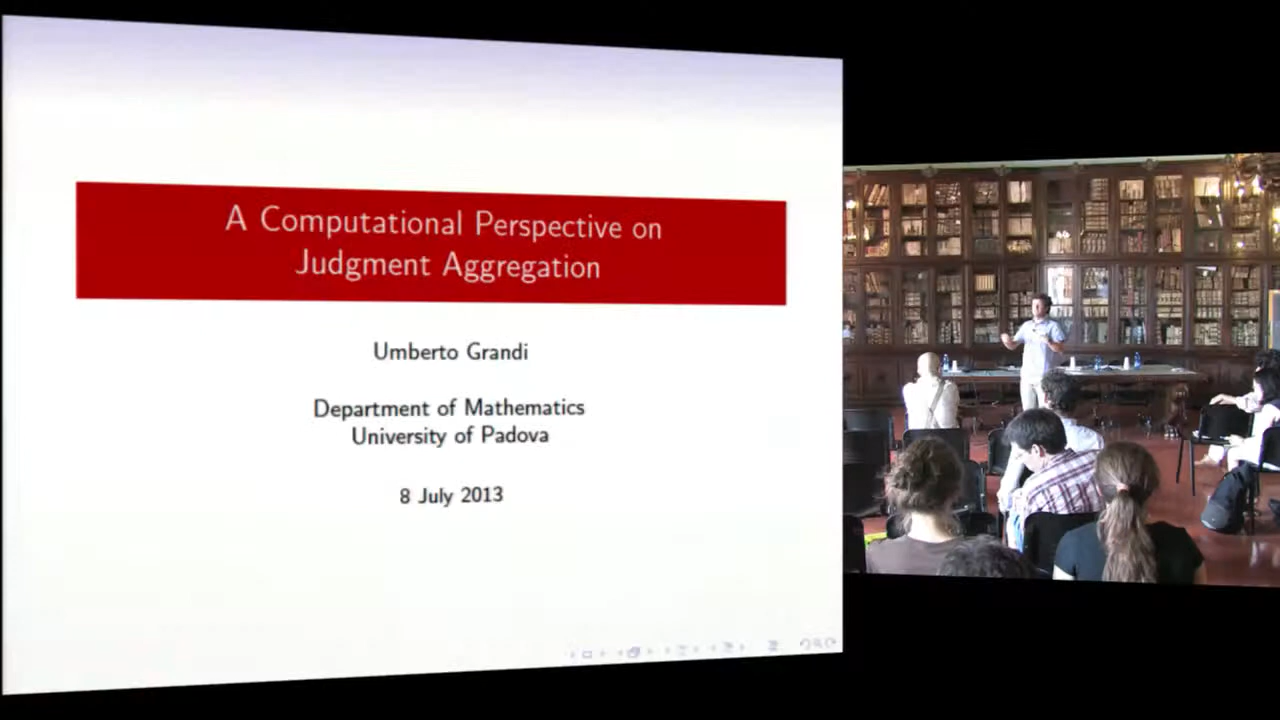 A Computational Perspective on
Judgment Aggregation
Umberto Grandi
Department of Mathematics
University of Padova
8 July 2013